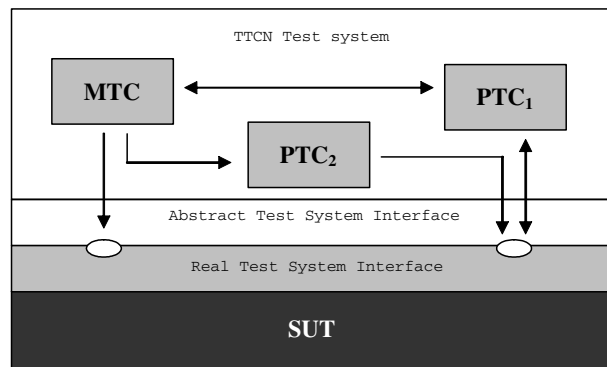 TTCN Test system
MTC
PTC₁
PTC₂
Abstract Test System Interface
Real Test System Interface
SUT